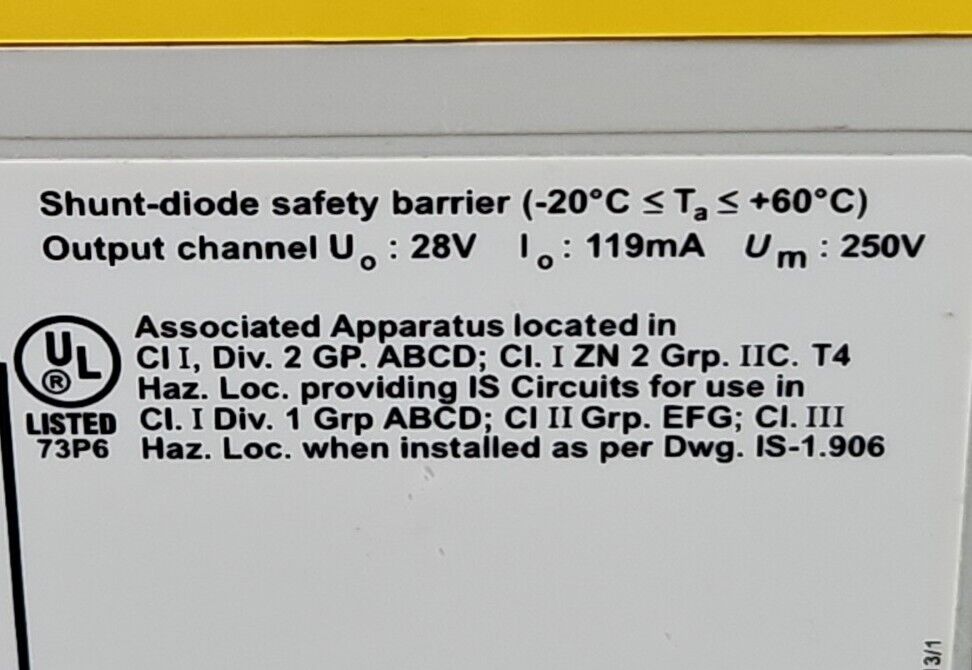 Shunt-diode safety barrier (-20°C ≤ Ta ≤ +60°C)
Output channel Uo : 28V Io : 119mA Um : 250V
UL
®
LISTED
73P6
Associated Apparatus located in
Cl I, Div. 2 GP. ABCD; Cl. I ZN 2 Grp. IIC. T4
Haz. Loc. providing IS Circuits for use in
Cl. I Div. 1 Grp ABCD; Cl II Grp. EFG; Cl. III
Haz. Loc. when installed as per Dwg. IS-1.906
3/1